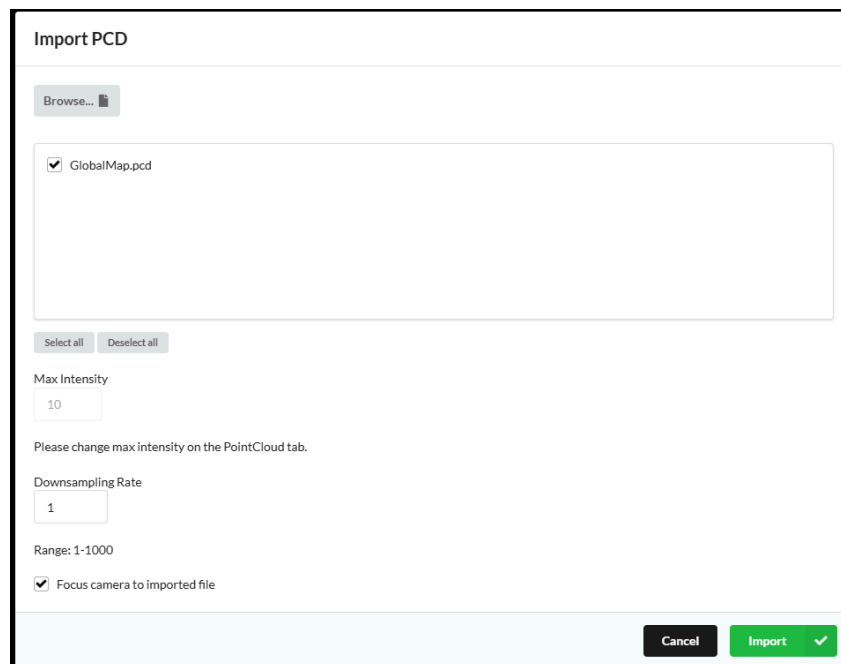 Import PCD
Browse...
GlobalMap.pcd
Select all Deselect all
Max Intensity
10
Please change max intensity on the PointCloud tab.
Downsampling Rate
1
Range: 1-1000
Focus camera to imported file
Cancel Import